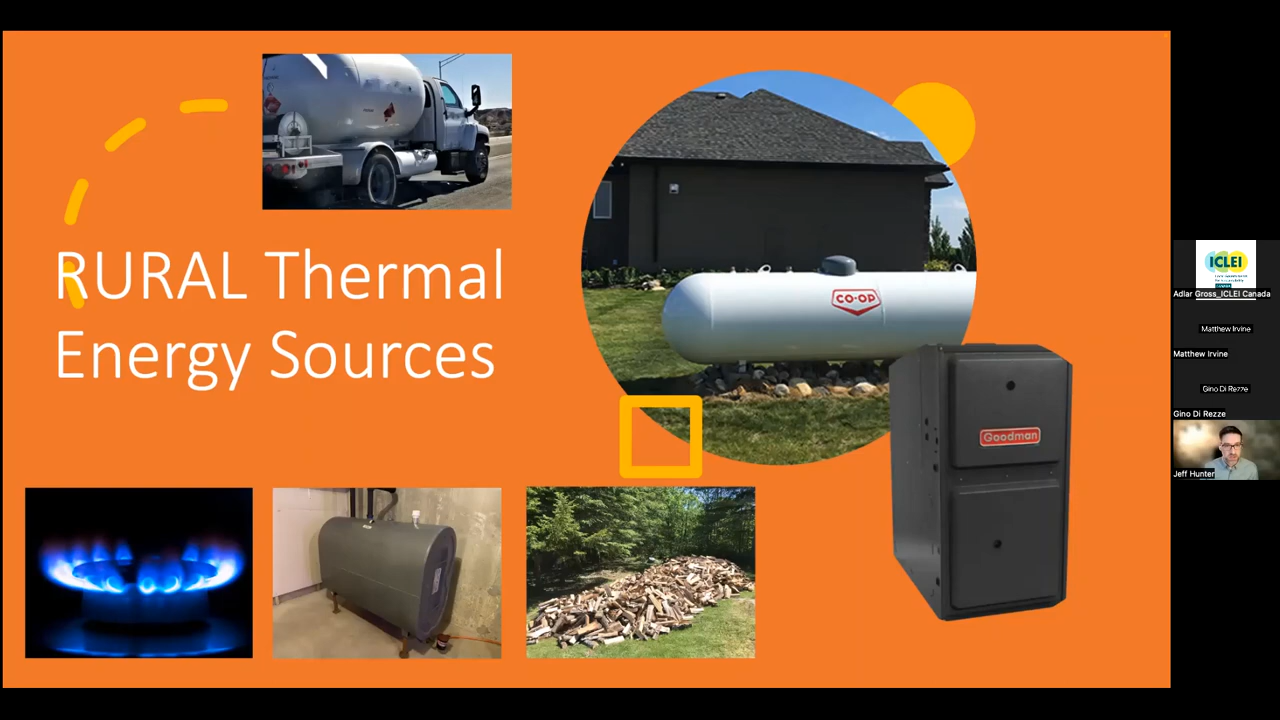 RURAL Thermal
Energy Sources
CO-OP
Goodman
ICLEI
Adlar Gross_ICLEI Canada
Matthew Irvine
Matthew Irvine
Gino Di Rezze
Gino Di Rezze
Jeff Hunter